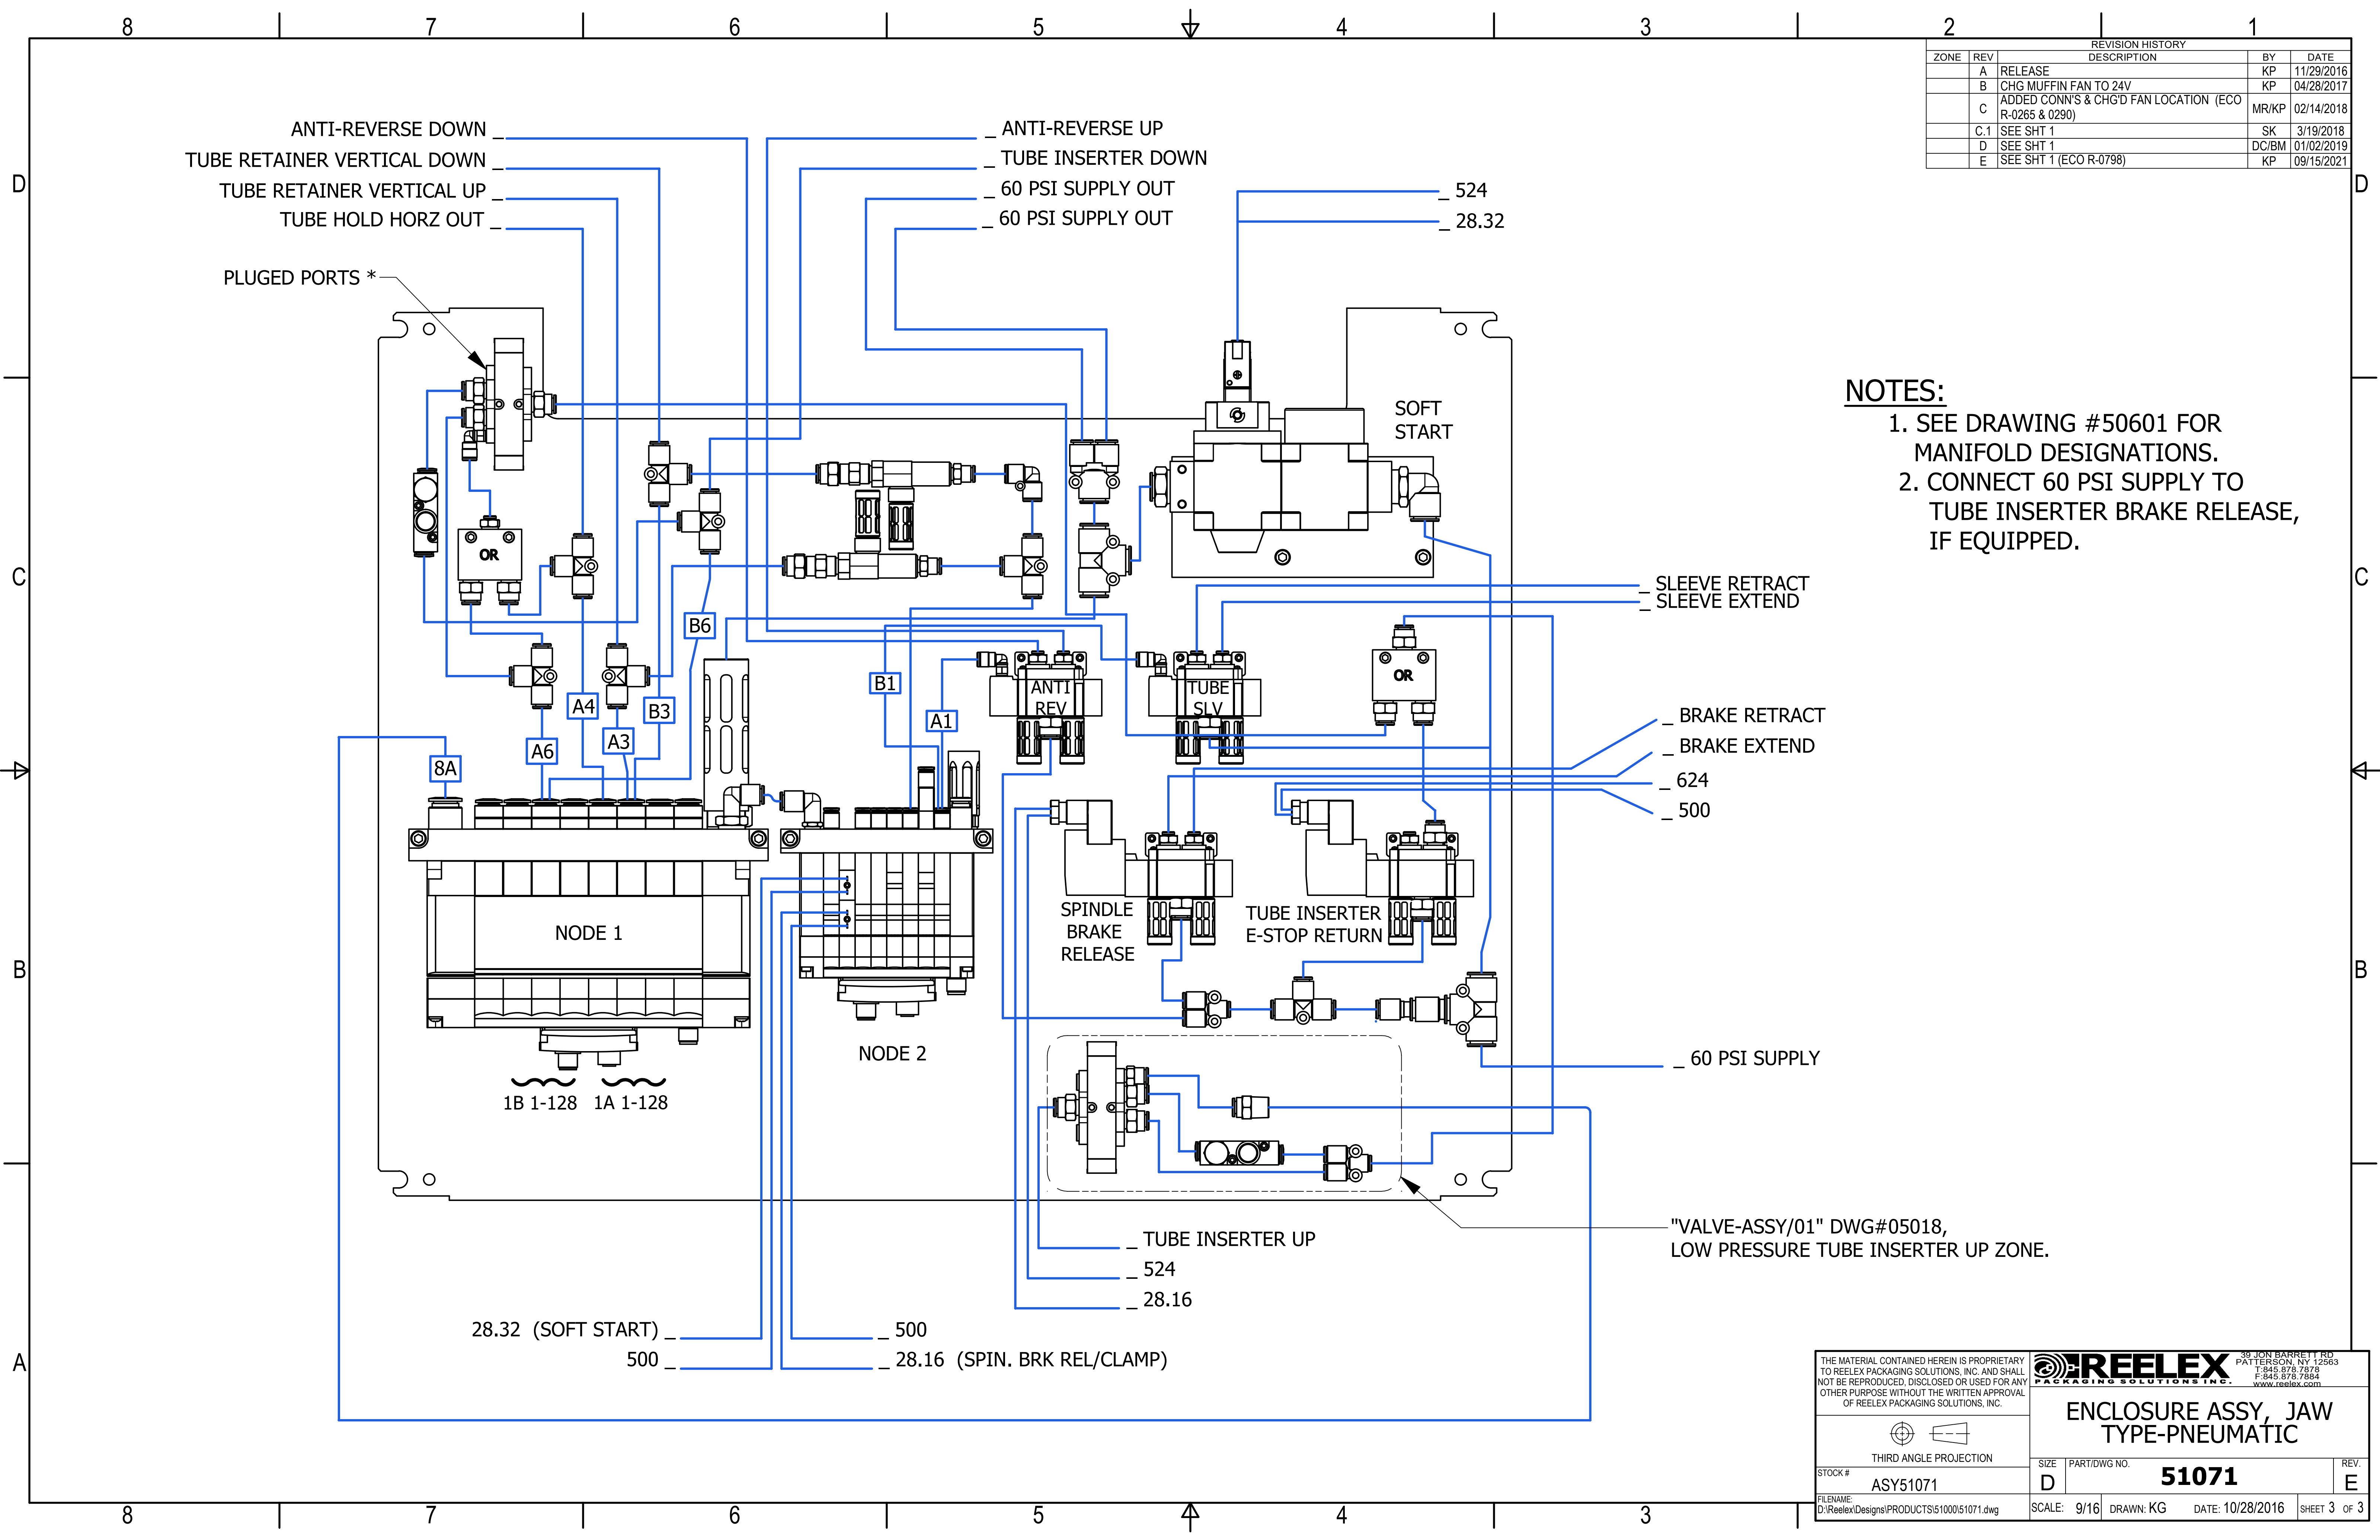 8 7 6 5 4 3 2 1
REVISION HISTORY
ZONE REV DESCRIPTION BY DATE
A RELEASE KP 11/29/2016
B CHG MUFFIN FAN TO 24V KP 04/28/2017
C ADDED CONN'S & CHG'D FAN LOCATION (ECO R-0265 & 0290) MR/KP 02/14/2018
C.1 SEE SHT 1 SK 3/19/2018
D SEE SHT 1 DC/BM 01/02/2019
E SEE SHT 1 (ECO R-0798) KP 09/15/2021
D
D
ANTI-REVERSE DOWN _
TUBE RETAINER VERTICAL DOWN _
TUBE RETAINER VERTICAL UP _
TUBE HOLD HORZ OUT _
_ ANTI-REVERSE UP
_ TUBE INSERTER DOWN
_ 60 PSI SUPPLY OUT
_ 60 PSI SUPPLY OUT
_ 524
_ 28.32
PLUGED PORTS *
SOFT
START
NOTES:
1. SEE DRAWING #50601 FOR
MANIFOLD DESIGNATIONS.
2. CONNECT 60 PSI SUPPLY TO
TUBE INSERTER BRAKE RELEASE,
IF EQUIPPED.
OR
C
C
_ SLEEVE RETRACT
_ SLEEVE EXTEND
B6
OR
B1
A4
B3
A1
A6
A3
8A
ANTI
REV
TUBE
SLV
_ BRAKE RETRACT
_ BRAKE EXTEND
_ 624
_ 500
NODE 1
SPINDLE
BRAKE
RELEASE
TUBE INSERTER
E-STOP RETURN
B
B
NODE 2
_ 60 PSI SUPPLY
1B 1-128 1A 1-128
_ TUBE INSERTER UP
_ 524
_ 28.16
"VALVE-ASSY/01" DWG#05018,
LOW PRESSURE TUBE INSERTER UP ZONE.
28.32 (SOFT START) _
500 _
_ 500
_ 28.16 (SPIN. BRK REL/CLAMP)
A
THE MATERIAL CONTAINED HEREIN IS PROPRIETARY
TO REELEX PACKAGING SOLUTIONS, INC. AND SHALL
NOT BE REPRODUCED, DISCLOSED OR USED FOR ANY
OTHER PURPOSE WITHOUT THE WRITTEN APPROVAL
OF REELEX PACKAGING SOLUTIONS, INC.
REELEX
PACKAGING SOLUTIONS INC.
39 JON BARRETT RD
PATTERSON, NY 12563
T:845.878.7878
F:845.878.7884
www.reelex.com
ENCLOSURE ASSY, JAW
TYPE-PNEUMATIC
THIRD ANGLE PROJECTION
STOCK #
ASY51071
SIZE
D
PART/DWG NO.
51071
REV.
E
FILENAME:
D:\Reelex\Designs\PRODUCTS\51000\51071.dwg
SCALE: 9/16 DRAWN: KG DATE: 10/28/2016 SHEET 3 OF 3
8 7 6 5 4 3